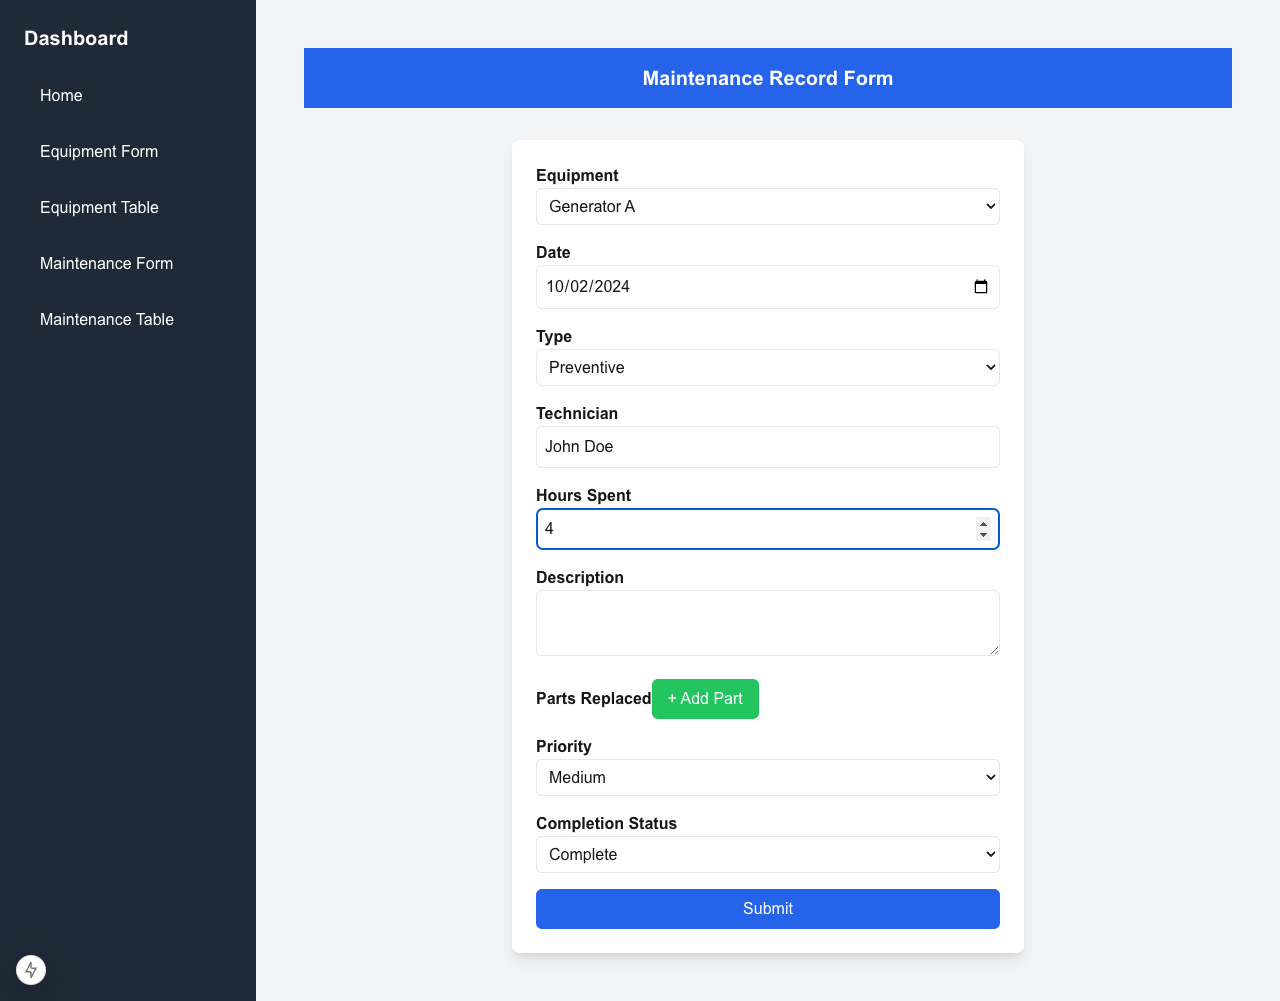 Dashboard
Home
Equipment Form
Equipment Table
Maintenance Form
Maintenance Table
Maintenance Record Form
Equipment
Generator A
Date
10/02/2024
Type
Preventive
Technician
John Doe
Hours Spent
4
Description
Parts Replaced + Add Part
Priority
Medium
Completion Status
Complete
Submit